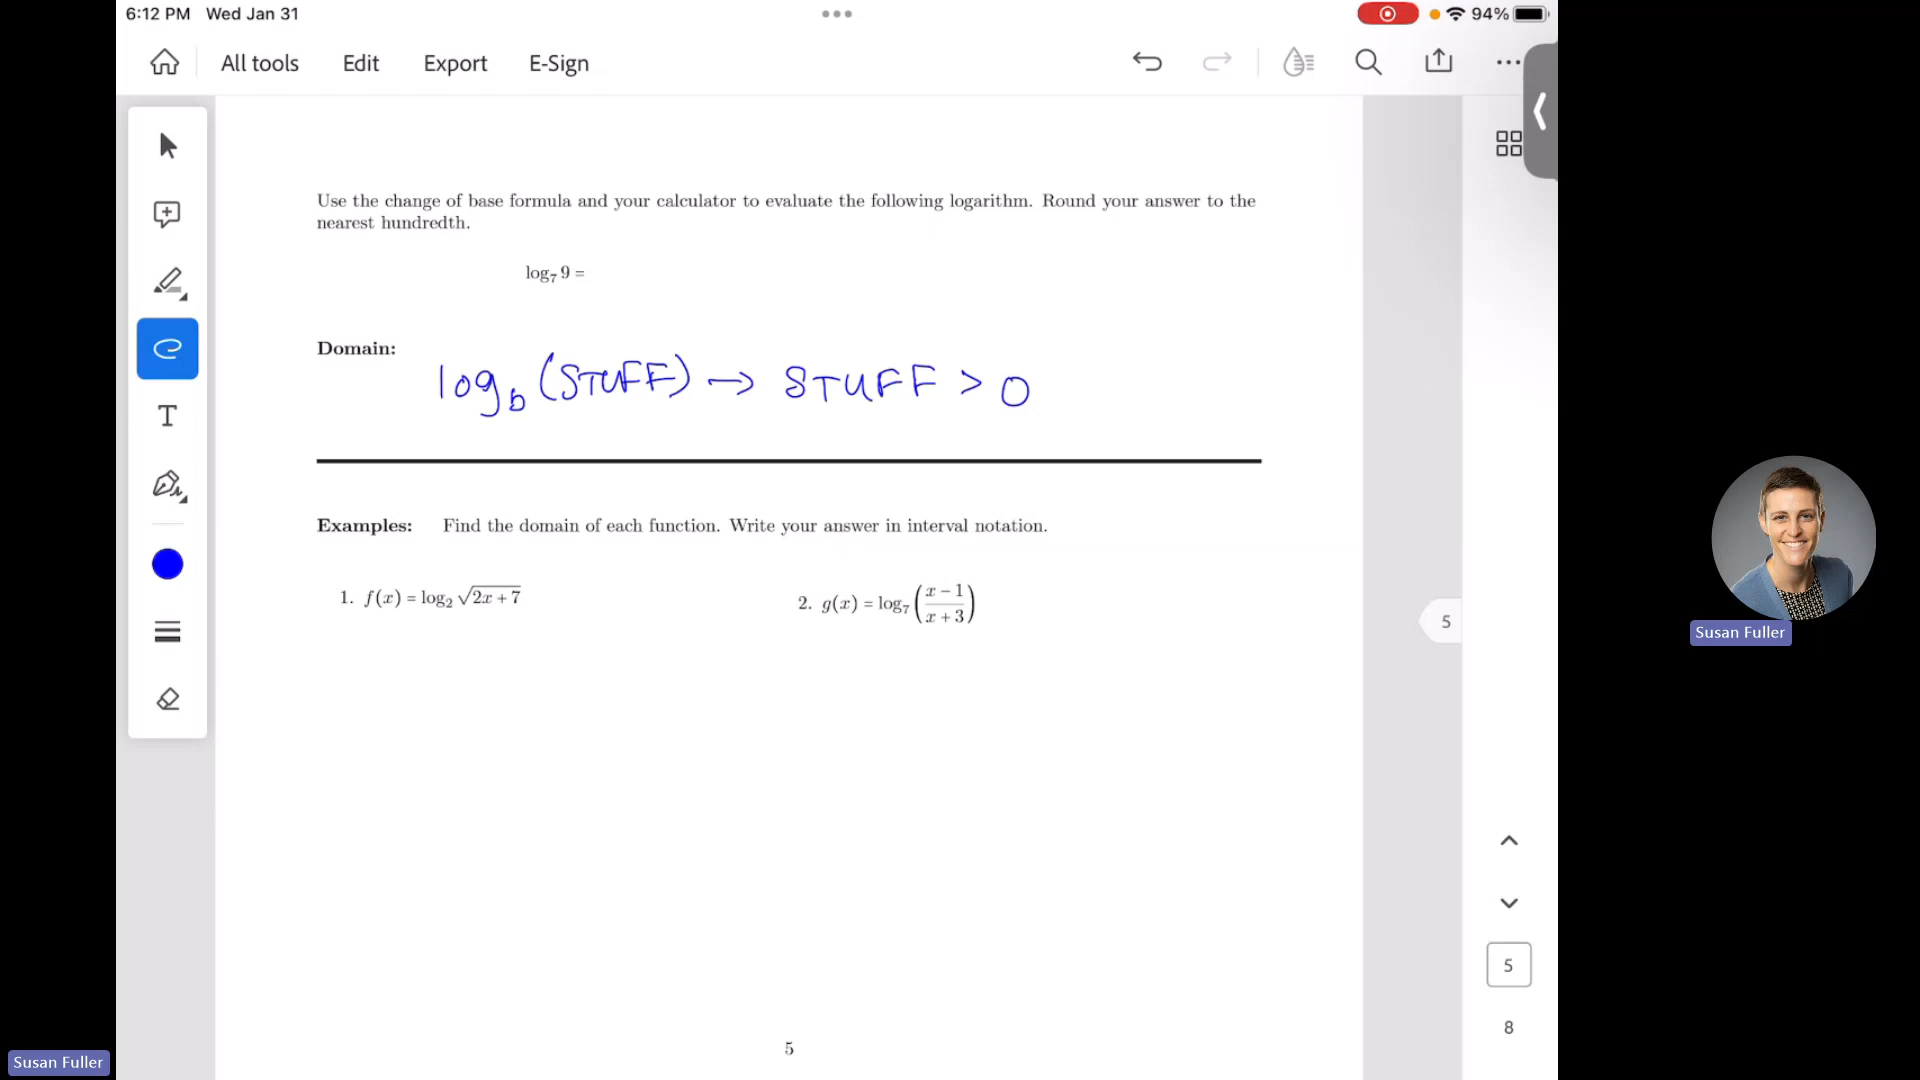 6:12 PM Wed Jan 31
94%
All tools Edit Export E-Sign
Use the change of base formula and your calculator to evaluate the following logarithm. Round your answer to the
nearest hundredth.
log₇ 9 =
Domain:
log_b (STUFF) → STUFF > 0
Examples: Find the domain of each function. Write your answer in interval notation.
1. f(x) = log₂ √(2x + 7)
2. g(x) = log₇ ((x − 1)/(x + 3))
5
Susan Fuller
5
8
5
Susan Fuller